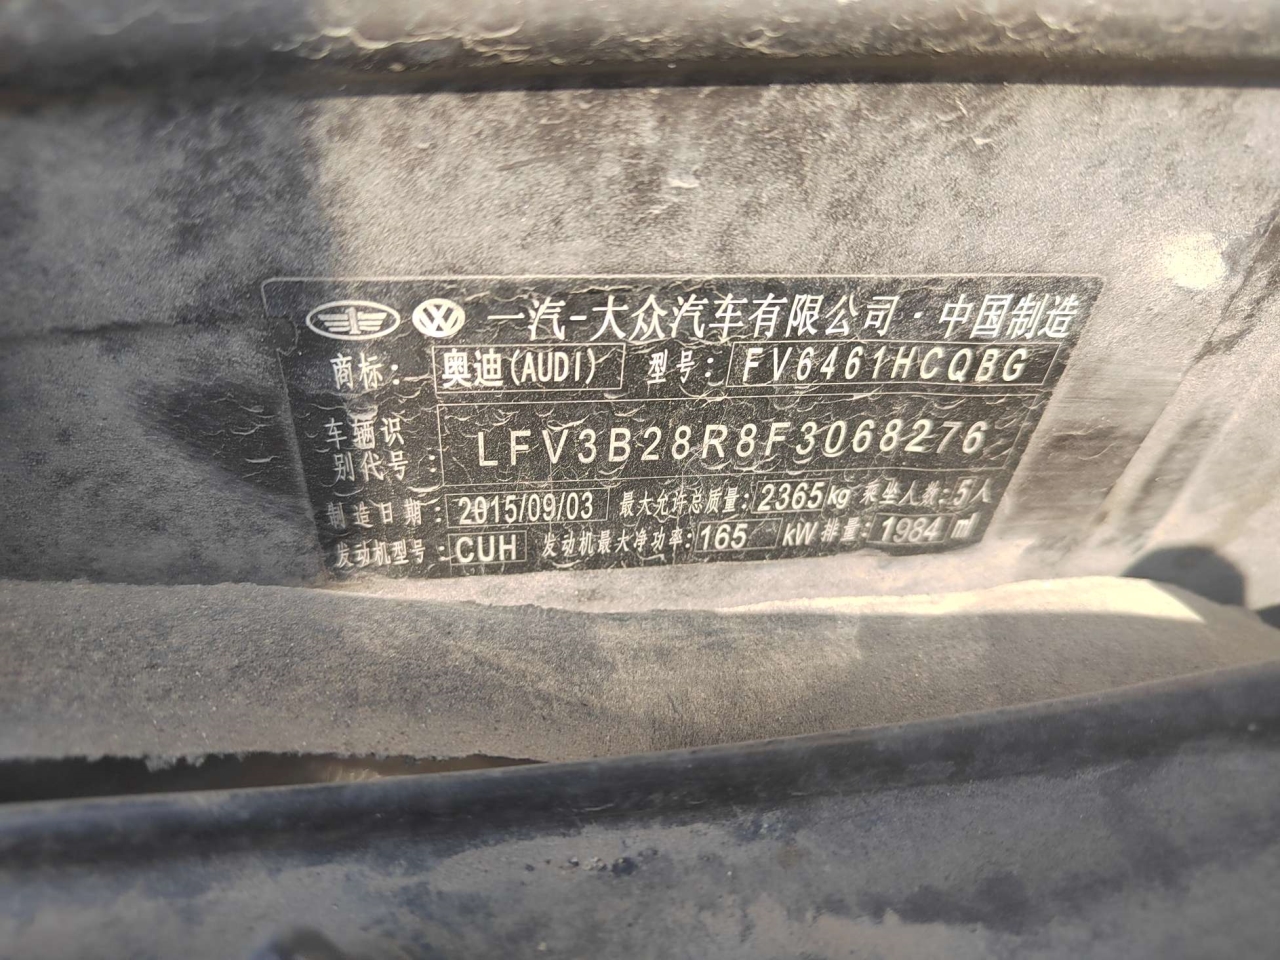 一汽-大众汽车有限公司·中国制造
商标: 奥迪(AUDI) 型号: FV6461HCQBG
车辆识别代号: LFV3B28R8F3068276
制造日期: 2015/09/03 最大允许总质量: 2365kg 乘坐人数: 5人
发动机型号: CUH 发动机最大净功率: 165 kW 排量: 1984 ml